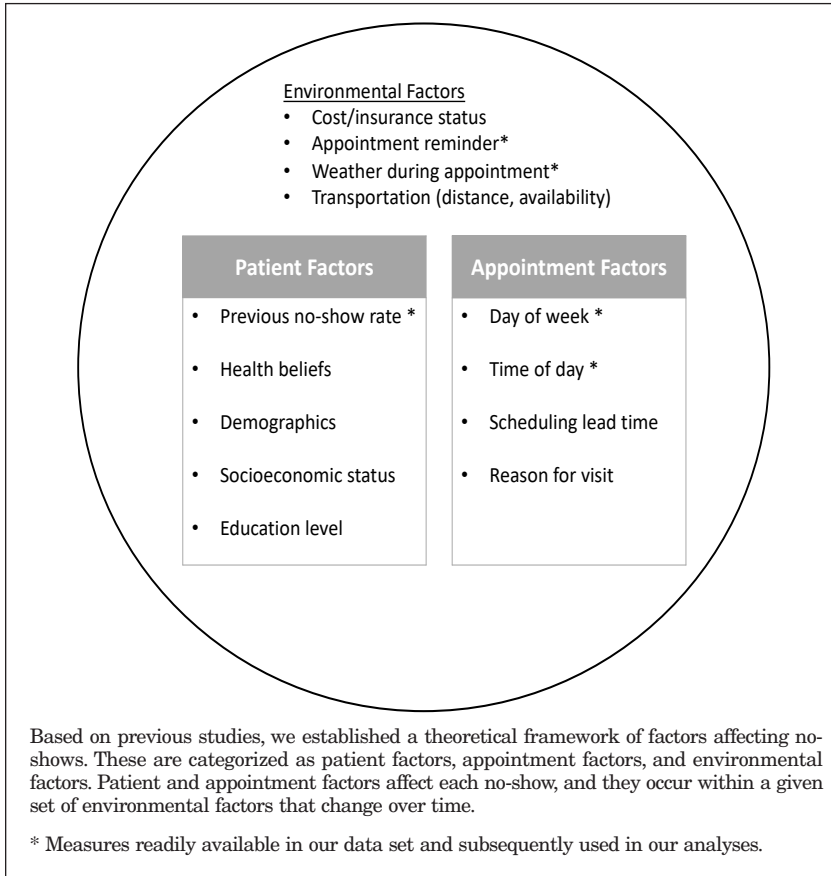 Environmental Factors
• Cost/insurance status
• Appointment reminder*
• Weather during appointment*
• Transportation (distance, availability)
Patient Factors
• Previous no-show rate *
• Health beliefs
• Demographics
• Socioeconomic status
• Education level
Appointment Factors
• Day of week *
• Time of day *
• Scheduling lead time
• Reason for visit
Based on previous studies, we established a theoretical framework of factors affecting no-
shows. These are categorized as patient factors, appointment factors, and environmental
factors. Patient and appointment factors affect each no-show, and they occur within a given
set of environmental factors that change over time.
* Measures readily available in our data set and subsequently used in our analyses.